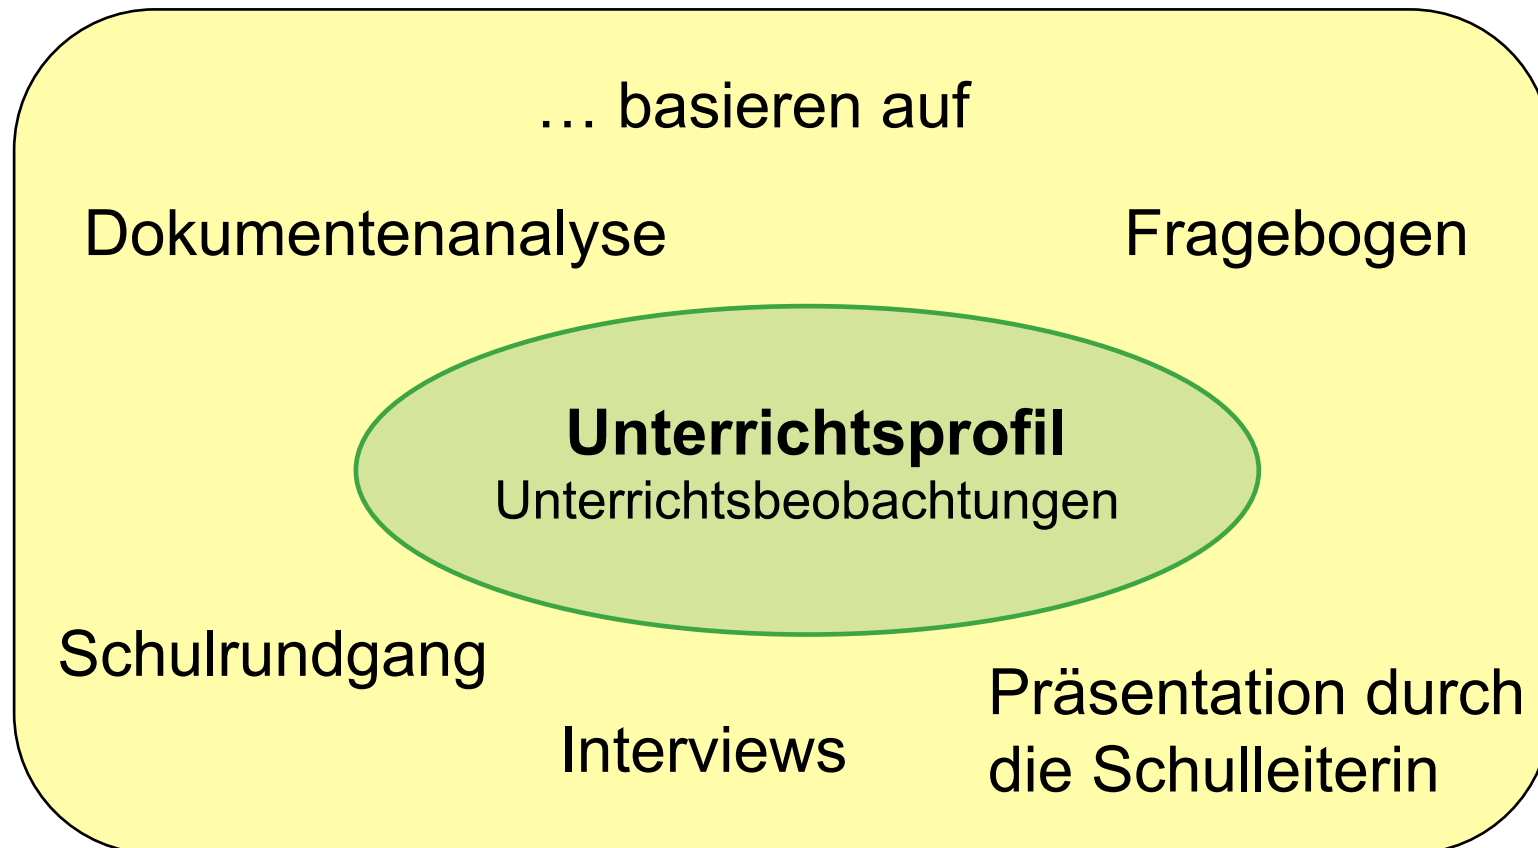 … basieren auf
Dokumentenanalyse
Fragebogen
Unterrichtsprofil
Unterrichtsbeobachtungen
Schulrundgang
Interviews
Präsentation durch
die Schulleiterin